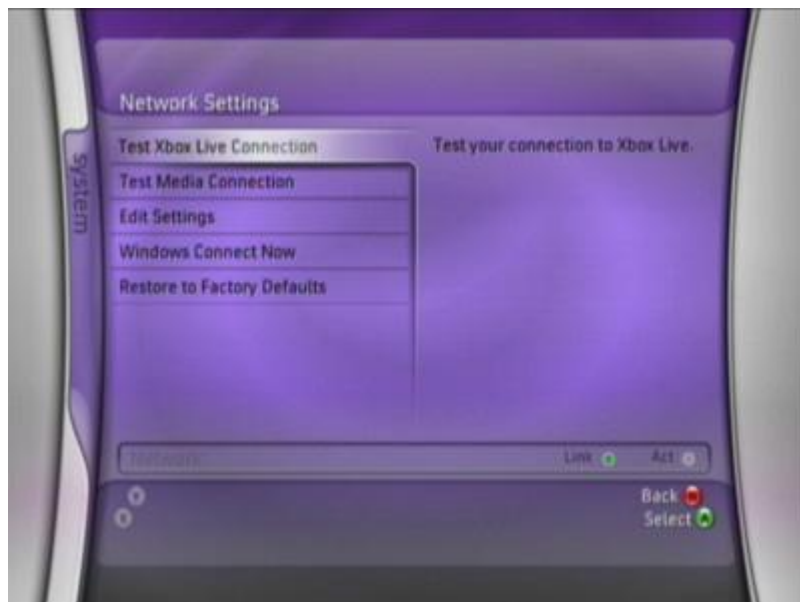 Network Settings
System
Test Xbox Live Connection
Test your connection to Xbox Live.
Test Media Connection
Edit Settings
Windows Connect Now
Restore to Factory Defaults
Network
Link
Act
Back
Select